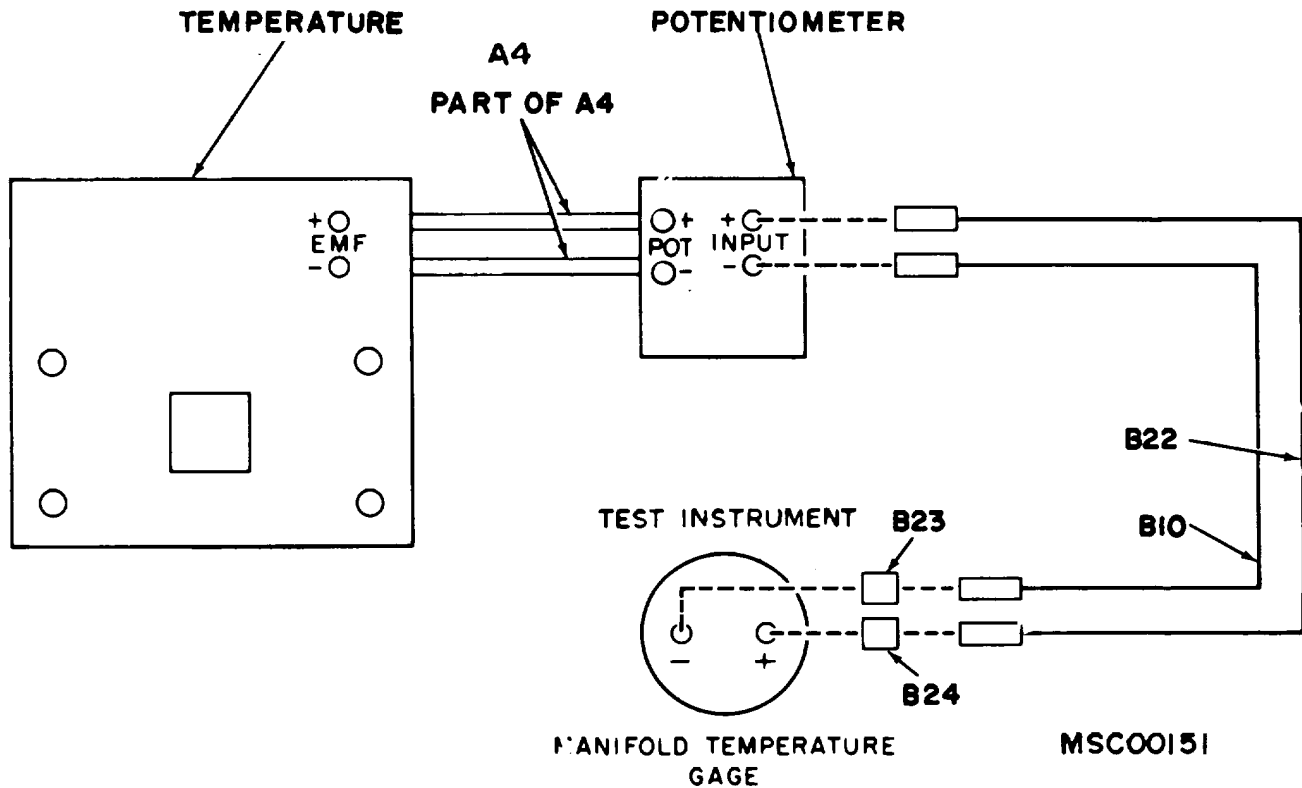 TEMPERATURE
POTENTIOMETER
A4
PART OF A4
+
EMF
-
+
POT
-
+
INPUT
-
B22
B10
TEST INSTRUMENT
B23
-
+
B24
MANIFOLD TEMPERATURE
GAGE
MSC00151